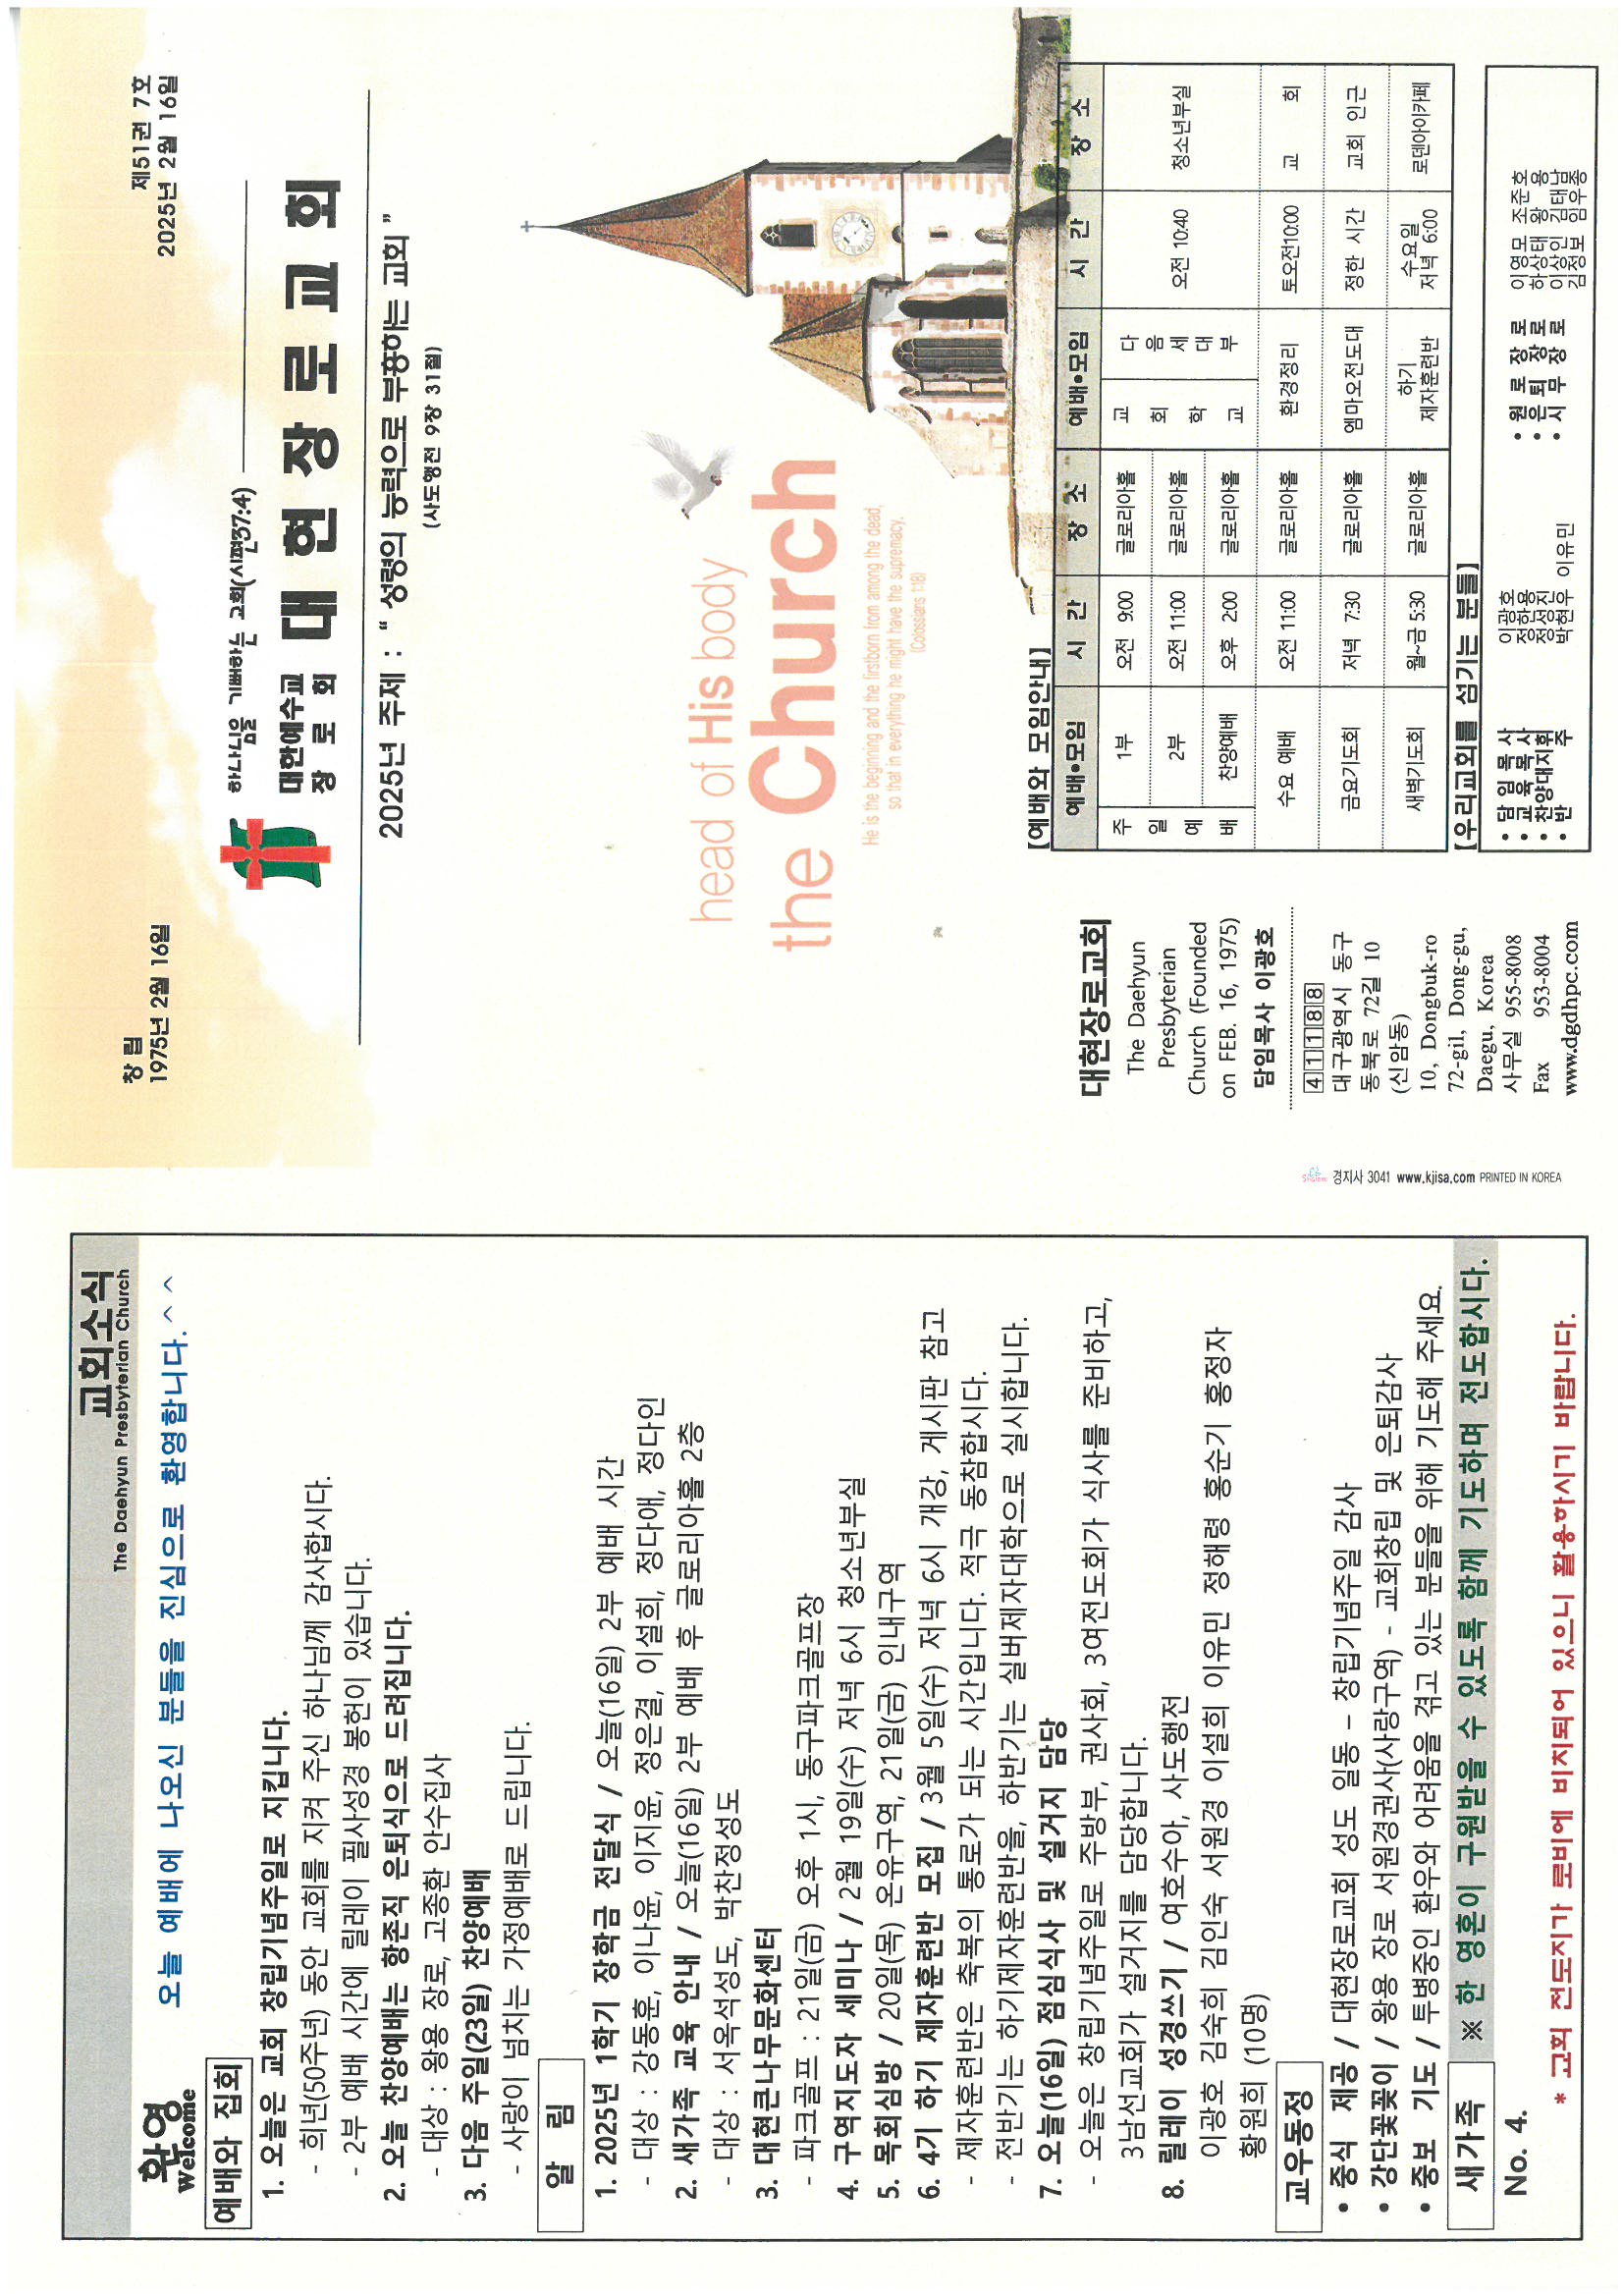 교회소식
The Daehyun Presbyterian Church
환영
welcome
오늘 예배에 나오신 분들을 진심으로 환영합니다.^^
예배와 집회
1. 오늘은 교회 창립기념주일로 지킵니다.
- 희년(50주년) 동안 교회를 지켜 주신 하나님께 감사합시다.
- 2부 예배 시간에 릴레이 필사성경 봉헌이 있습니다.
2. 오늘 찬양예배는 항존직 은퇴식으로 드려집니다.
- 대상 : 왕용 장로, 고종환 안수집사
3. 다음 주일(23일) 찬양예배
- 사랑이 넘치는 가정예배로 드립니다.
알 림
1. 2025년 1학기 장학금 전달식 / 오늘(16일) 2부 예배 시간
- 대상 : 강동훈, 이나윤, 이지윤, 정은결, 이설희, 정다애, 정다인
2. 새가족 교육 안내 / 오늘(16일) 2부 예배 후 글로리아홀 2층
- 대상 : 서옥석성도, 박찬정성도
3. 대현큰나무문화센터
- 파크골프 : 21일(금) 오후 1시, 동구파크골프장
4. 구역지도자 세미나 / 2월 19일(수) 저녁 6시 청소년부실
5. 목회심방 / 20일(목) 온유구역, 21일(금) 인내구역
6. 4기 하기 제자훈련반 모집 / 3월 5일(수) 저녁 6시 개강, 게시판 참고
- 제자훈련반은 축복의 통로가 되는 시간입니다. 적극 동참합시다.
- 전반기는 하기제자훈련반을, 하반기는 실버제자대학으로 실시합니다.
7. 오늘(16일) 점심식사 및 설거지 담당
- 오늘은 창립기념주일로 주방부, 권사회, 3여전도회가 식사를 준비하고,
3남선교회가 설거지를 담당합니다.
8. 릴레이 성경쓰기 / 여호수아, 사도행전
이광호 김숙희 김인숙 서원경 이설희 이유민 정해령 홍순기 홍정자
황원희 (10명)
교우동정
• 중식 제공 / 대현장로교회 성도 일동 - 창립기념주일 감사
• 강단꽃꽂이 / 왕용 장로 서원경권사(사랑구역) - 교회창립 및 은퇴감사
• 중보 기도 / 투병중인 환우와 어려움을 겪고 있는 분들을 위해 기도해 주세요.
새가족
※ 한 영혼이 구원받을 수 있도록 함께 기도하며 전도합시다.
No. 4.
* 교회 전도지가 로비에 비치되어 있으니 활용하시기 바랍니다.
창 립
1975년 2월 16일
제51권 7호
2025년 2월 16일
하나님을 기뻐하는 교회(시편37:4)
대한예수교
장 로 회
대 현 장 로 교 회
2025년 주제 : “ 성령의 능력으로 부흥하는 교회 ”
(사도행전 9장 31절)
head of His body
the Church
He is the beginning and the firstborn from among the dead,
so that in everything he might have the supremacy.
(Colossians 1:18)
대현장로교회
The Daehyun
Presbyterian
Church (Founded
on FEB. 16, 1975)
담임목사 이광호
41188
대구광역시 동구
동북로 72길 10
(신암동)
10, Dongbuk-ro
72-gil, Dong-gu,
Daegu, Korea
사무실 955-8008
Fax 953-8004
www.dgdhpc.com
[예배와 모임안내]
예배•모임 시 간 장 소 예배•모임 시 간 장 소
주일예배 1부 오전 9:00 글로리아홀 교회학교 다음세대부 오전 10:40 청소년부실
2부 오전 11:00 글로리아홀
찬양예배 오후 2:00 글로리아홀
수요 예배 오전 11:00 글로리아홀 환경정리 토오전10:00 교 회
금요기도회 저녁 7:30 글로리아홀 엠마오전도대 정한 시간 교회 인근
새벽기도회 월~금 5:30 글로리아홀 하기 제자훈련반 수요일 저녁 6:00 로덴아이카페
[우리교회를 섬기는 분들]
• 담 임 목 사 이광호
• 교 육 목 사 정한용
• 찬양대지휘 정성진
• 반 주 박현우 이유민
• 원 로 장 로 이영모 조준호
• 은 퇴 장 로 하상태 왕 용
• 시 무 장 로 이상인 김태남
김정보 임우종
경지사 3041 www.kjisa.com PRINTED IN KOREA